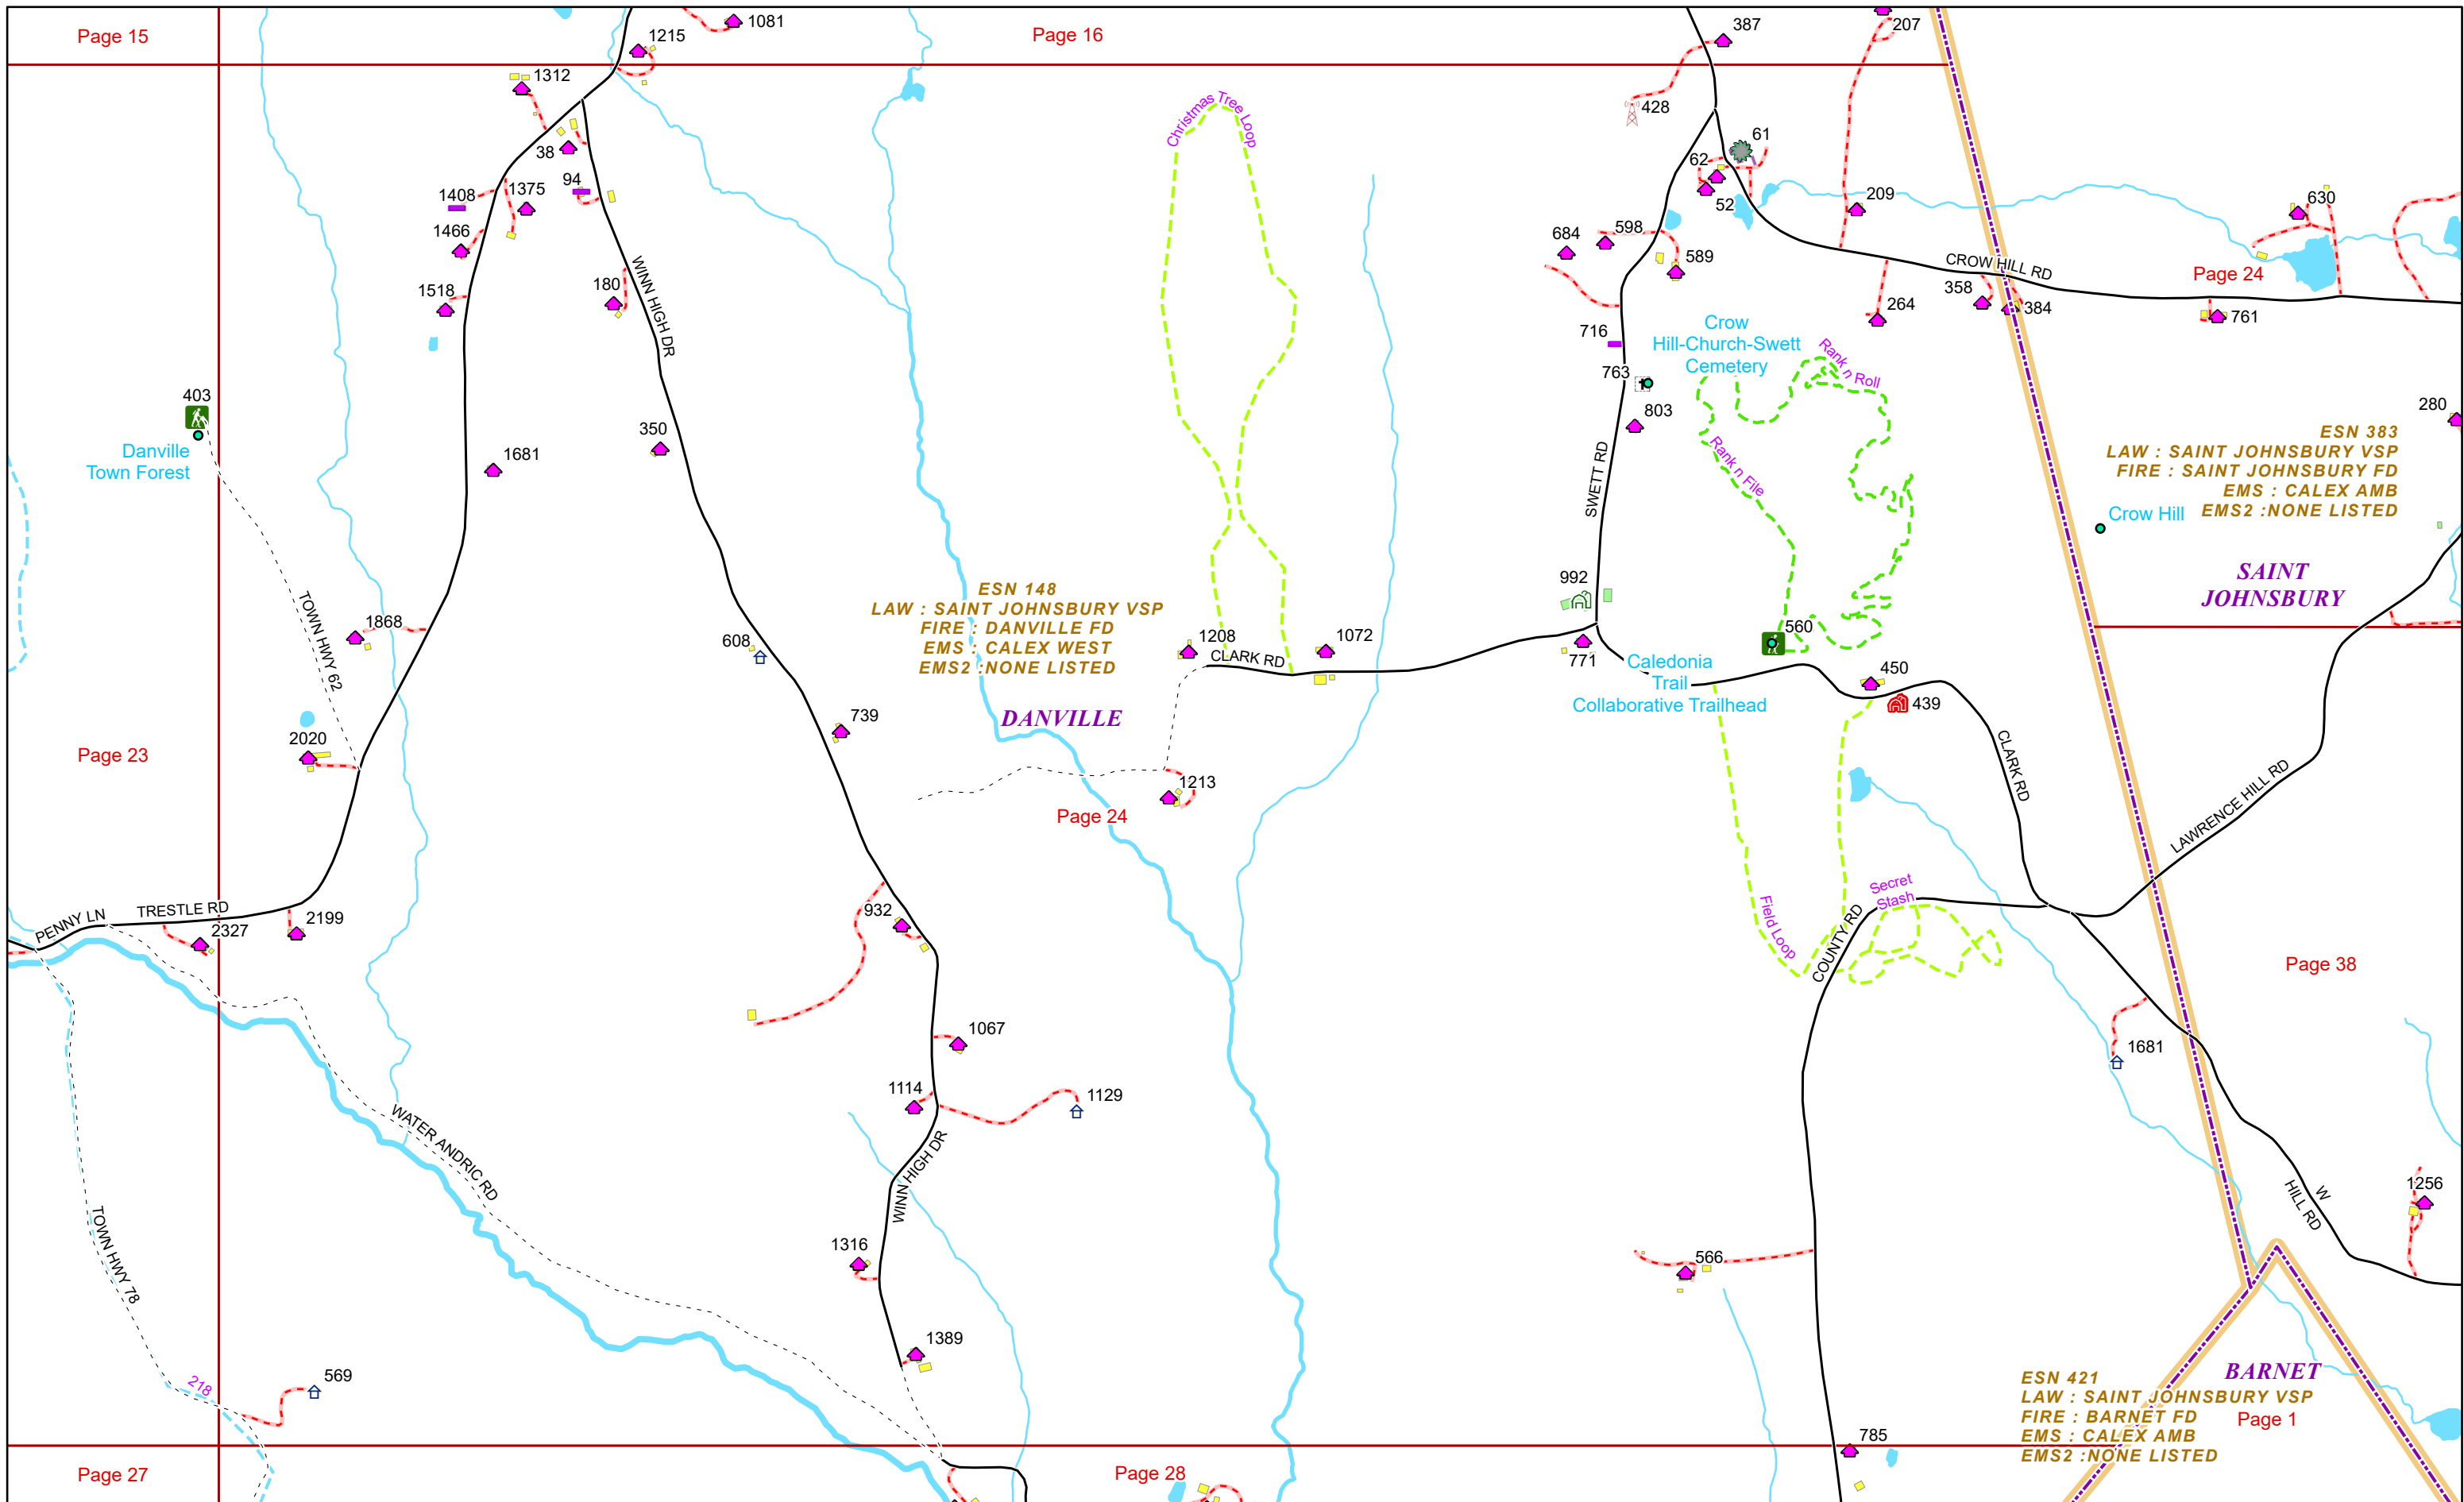 Page 15
Page 16
1081
1215
1312
387
207
428
Christmas Tree Loop
61
62
52
38
94
1408
1375
1466
209
630
684
598
589
180
1518
WINN HIGH DR
CROW HILL RD
Page 24
358
384
264
761
716
Crow
Hill-Church-Swett
Cemetery
Rank n Roll
763
803
403
Danville
Town Forest
1681
350
280
ESN 383
LAW : SAINT JOHNSBURY VSP
FIRE : SAINT JOHNSBURY FD
EMS : CALEX AMB
EMS2 :NONE LISTED
SWETT RD
Rank n File
Crow Hill
SAINT
JOHNSBURY
ESN 148
LAW : SAINT JOHNSBURY VSP
FIRE : DANVILLE FD
EMS : CALEX WEST
EMS2 :NONE LISTED
992
TOWN HWY 62
1868
608
1208
CLARK RD
1072
771
560
Caledonia
Trail
Collaborative Trailhead
450
439
DANVILLE
739
2020
Page 23
CLARK RD
1213
Page 24
LAWRENCE HILL RD
PENNY LN
TRESTLE RD
2199
2327
932
Secret
Stash
Field Loop
COUNTY RD
Page 38
1067
1681
1114
1129
WATER ANDRIC RD
WINN HIGH DR
1256
W
HILL RD
TOWN HWY 78
1316
566
1389
218
569
BARNET
ESN 421
LAW : SAINT JOHNSBURY VSP
FIRE : BARNET FD
EMS : CALEX AMB
EMS2 :NONE LISTED
Page 1
785
Page 27
Page 28